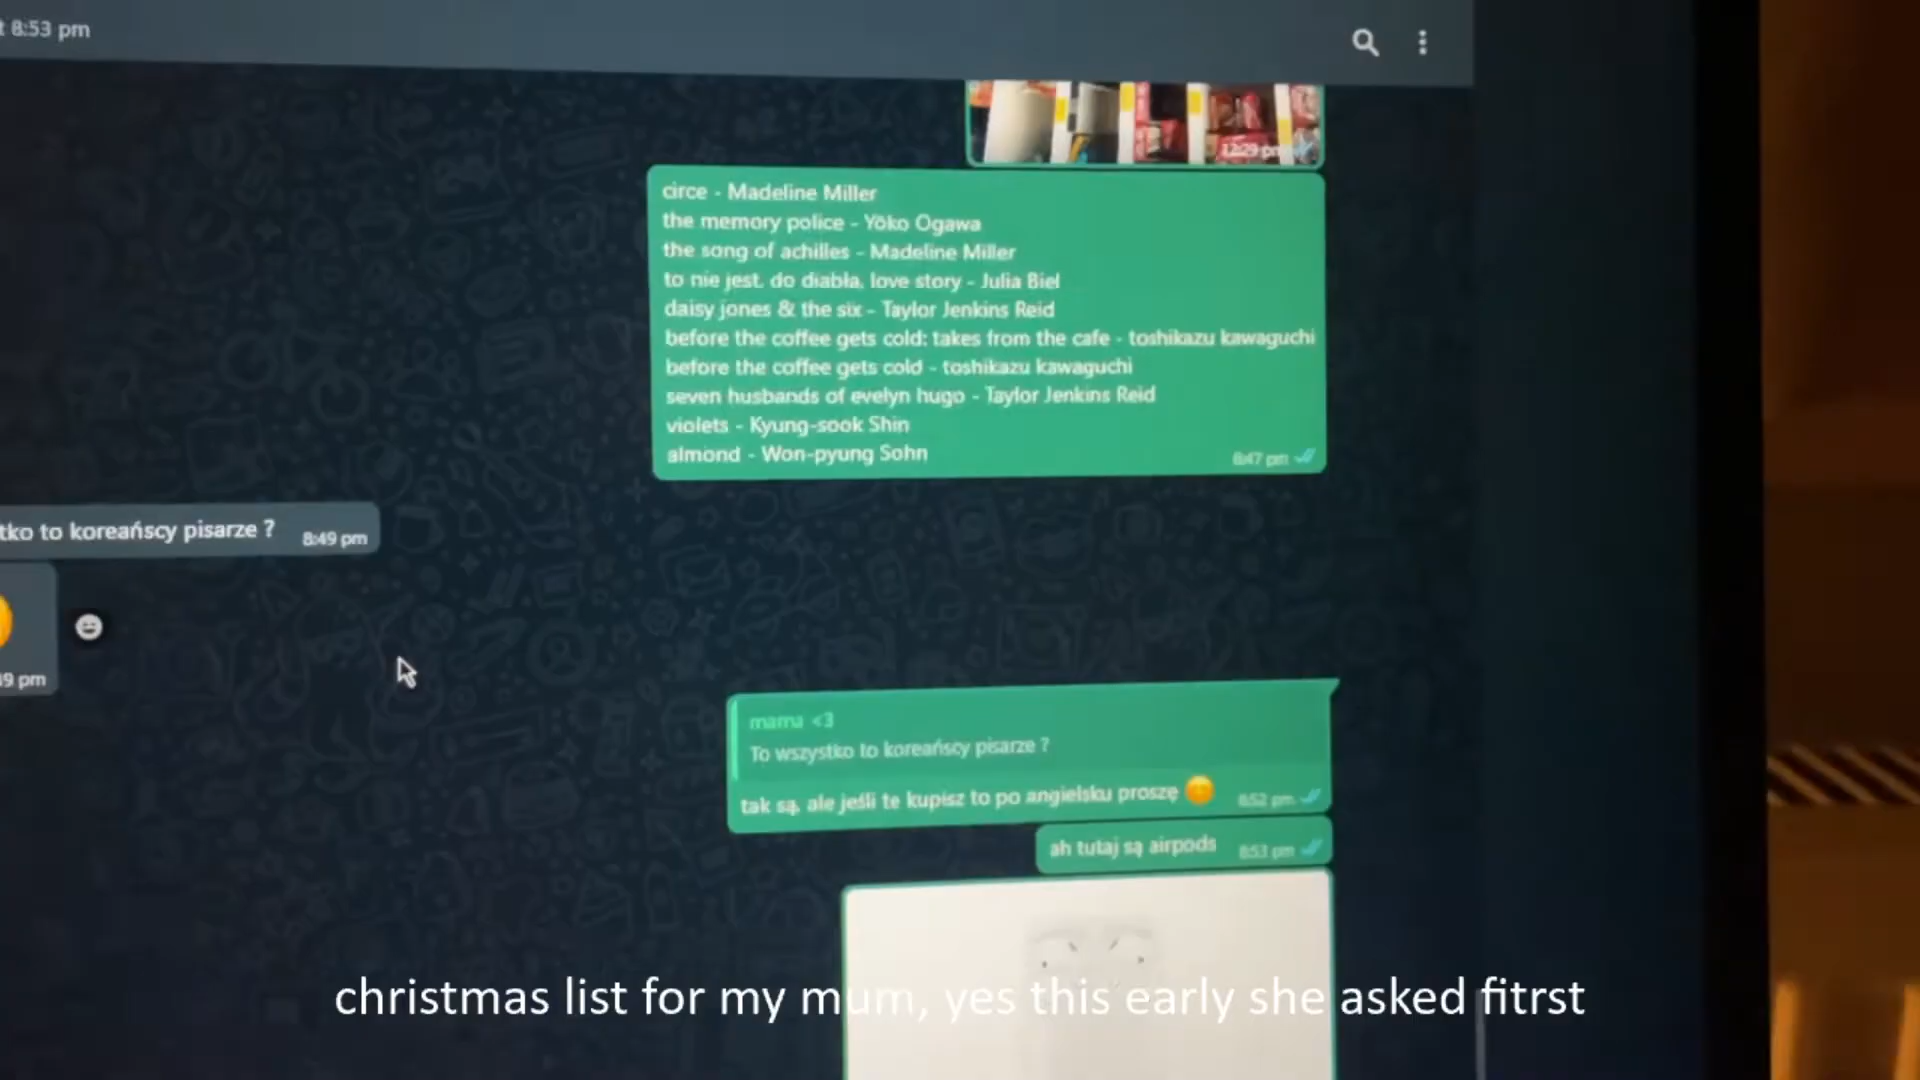 8:53 pm
12:29 pm
circe - Madeline Miller
the memory police - Yōko Ogawa
the song of achilles - Madeline Miller
to nie jest. do diabła. love story - Julia Biel
daisy jones & the six - Taylor Jenkins Reid
before the coffee gets cold: takes from the cafe - toshikazu kawaguchi
before the coffee gets cold - toshikazu kawaguchi
seven husbands of evelyn hugo - Taylor Jenkins Reid
violets - Kyung-sook Shin
almond - Won-pyung Sohn
8:47 pm
tko to koreańscy pisarze ?
8:49 pm
49 pm
mama <3
To wszystko to koreańscy pisarze ?
tak są, ale jeśli te kupisz to po angielsku proszę
8:52 pm
ah tutaj są airpods
8:53 pm
christmas list for my mum, yes this early she asked fitrst